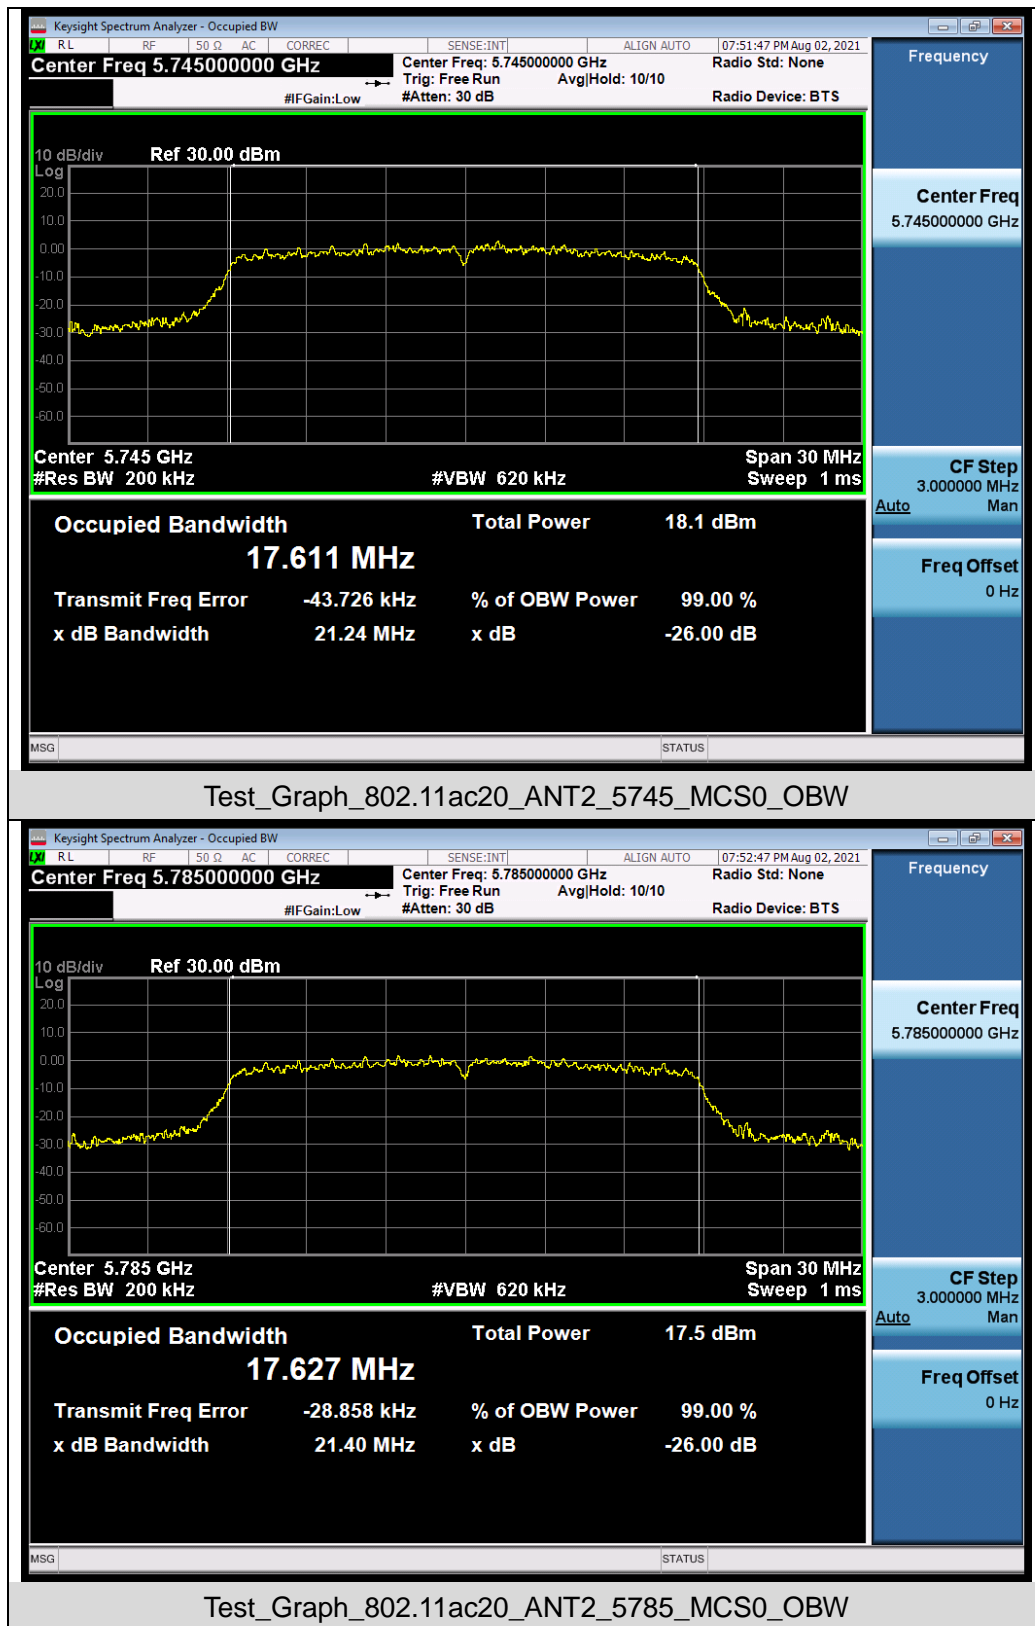 Keysight Spectrum Analyzer - Occupied BW
LXI RL RF 50 Ω AC CORREC SENSE:INT ALIGN AUTO 07:51:47 PM Aug 02, 2021
Center Freq 5.745000000 GHz
Center Freq: 5.745000000 GHz
Radio Std: None
Trig: Free Run Avg|Hold: 10/10
#IFGain:Low
#Atten: 30 dB
Radio Device: BTS
Frequency
10 dB/div Ref 30.00 dBm
Log
20.0
10.0
0.00
-10.0
-20.0
-30.0
-40.0
-50.0
-60.0
Center Freq
5.745000000 GHz
Center 5.745 GHz Span 30 MHz
#Res BW 200 kHz #VBW 620 kHz Sweep 1 ms
CF Step
3.000000 MHz
Auto Man
Freq Offset
0 Hz
Occupied Bandwidth Total Power 18.1 dBm
17.611 MHz
Transmit Freq Error -43.726 kHz % of OBW Power 99.00 %
x dB Bandwidth 21.24 MHz x dB -26.00 dB
MSG STATUS
Test_Graph_802.11ac20_ANT2_5745_MCS0_OBW
Keysight Spectrum Analyzer - Occupied BW
LXI RL RF 50 Ω AC CORREC SENSE:INT ALIGN AUTO 07:52:47 PM Aug 02, 2021
Center Freq 5.785000000 GHz
Center Freq: 5.785000000 GHz
Radio Std: None
Trig: Free Run Avg|Hold: 10/10
#IFGain:Low
#Atten: 30 dB
Radio Device: BTS
Frequency
10 dB/div Ref 30.00 dBm
Log
20.0
10.0
0.00
-10.0
-20.0
-30.0
-40.0
-50.0
-60.0
Center Freq
5.785000000 GHz
Center 5.785 GHz Span 30 MHz
#Res BW 200 kHz #VBW 620 kHz Sweep 1 ms
CF Step
3.000000 MHz
Auto Man
Freq Offset
0 Hz
Occupied Bandwidth Total Power 17.5 dBm
17.627 MHz
Transmit Freq Error -28.858 kHz % of OBW Power 99.00 %
x dB Bandwidth 21.40 MHz x dB -26.00 dB
MSG STATUS
Test_Graph_802.11ac20_ANT2_5785_MCS0_OBW